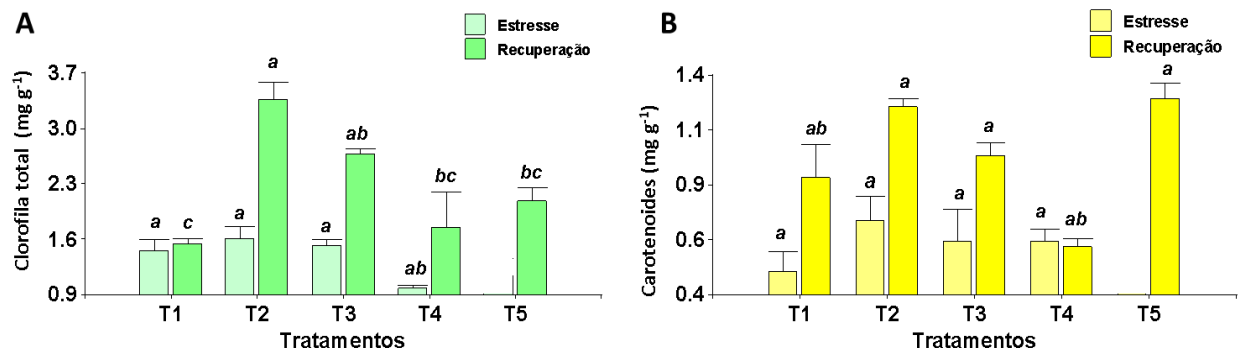 A
Estresse
Recuperação
Clorofila total (mg g-1)
3.7
3.0
2.3
1.6
0.9
a c a a a ab ab bc bc
T1 T2 T3 T4 T5
Tratamentos
B
Estresse
Recuperação
Carotenoides (mg g-1)
1.4
1.1
0.9
0.6
0.4
a ab a a a a a ab a
T1 T2 T3 T4 T5
Tratamentos